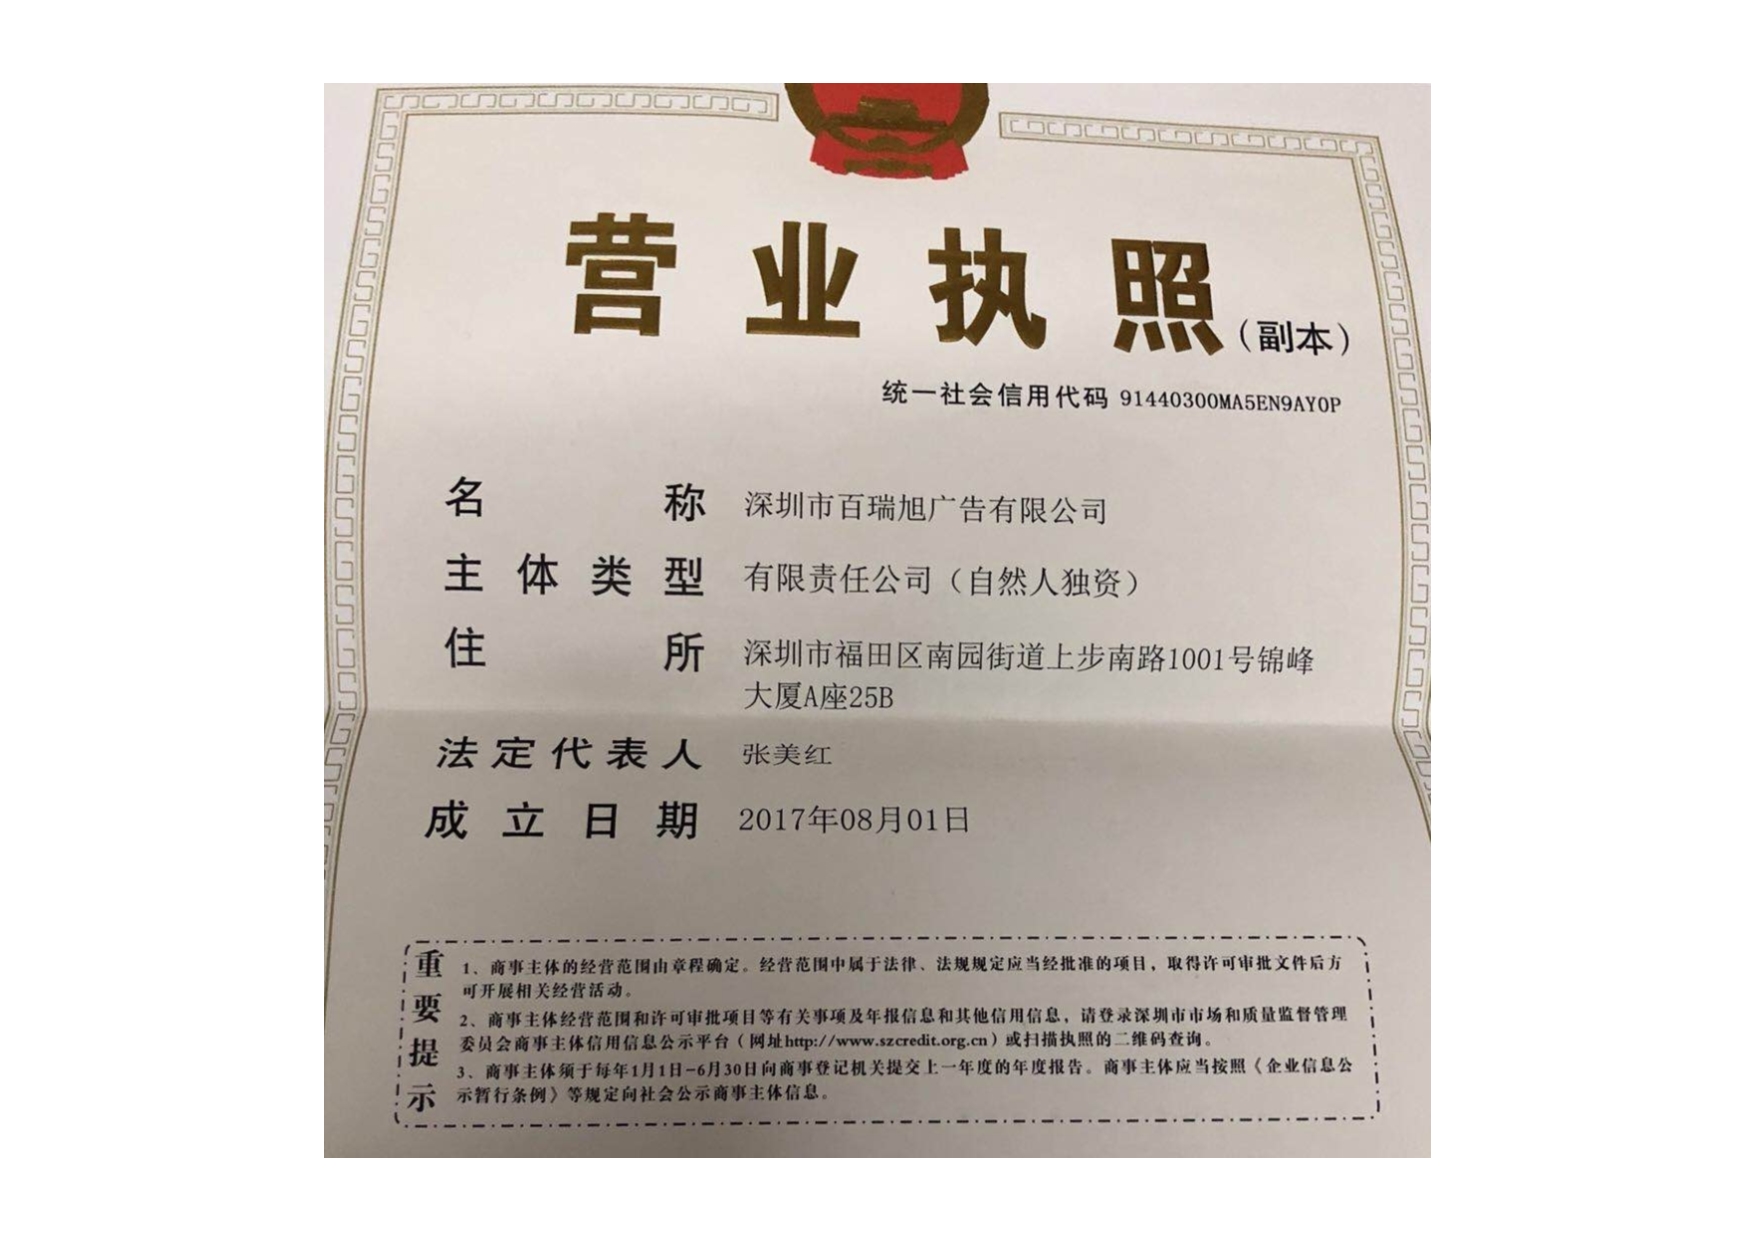 营业执照（副本）
统一社会信用代码 91440300MA5EN9AY0P
名称 深圳市百瑞旭广告有限公司
主体类型 有限责任公司（自然人独资）
住所 深圳市福田区南园街道上步南路1001号锦峰
大厦A座25B
法定代表人 张美红
成立日期 2017年08月01日
重要提示
1、商事主体的经营范围由章程确定。经营范围中属于法律、法规规定应当经批准的项目，取得许可审批文件后方
可开展相关经营活动。
2、商事主体经营范围和许可审批项目等有关事项及年报信息和其他信用信息，请登录深圳市市场和质量监督管理
委员会商事主体信用信息公示平台（网址http://www.szcredit.org.cn）或扫描执照的二维码查询。
3、商事主体须于每年1月1日-6月30日向商事登记机关提交上一年度的年度报告。商事主体应当按照《企业信息公
示暂行条例》等规定向社会公示商事主体信息。